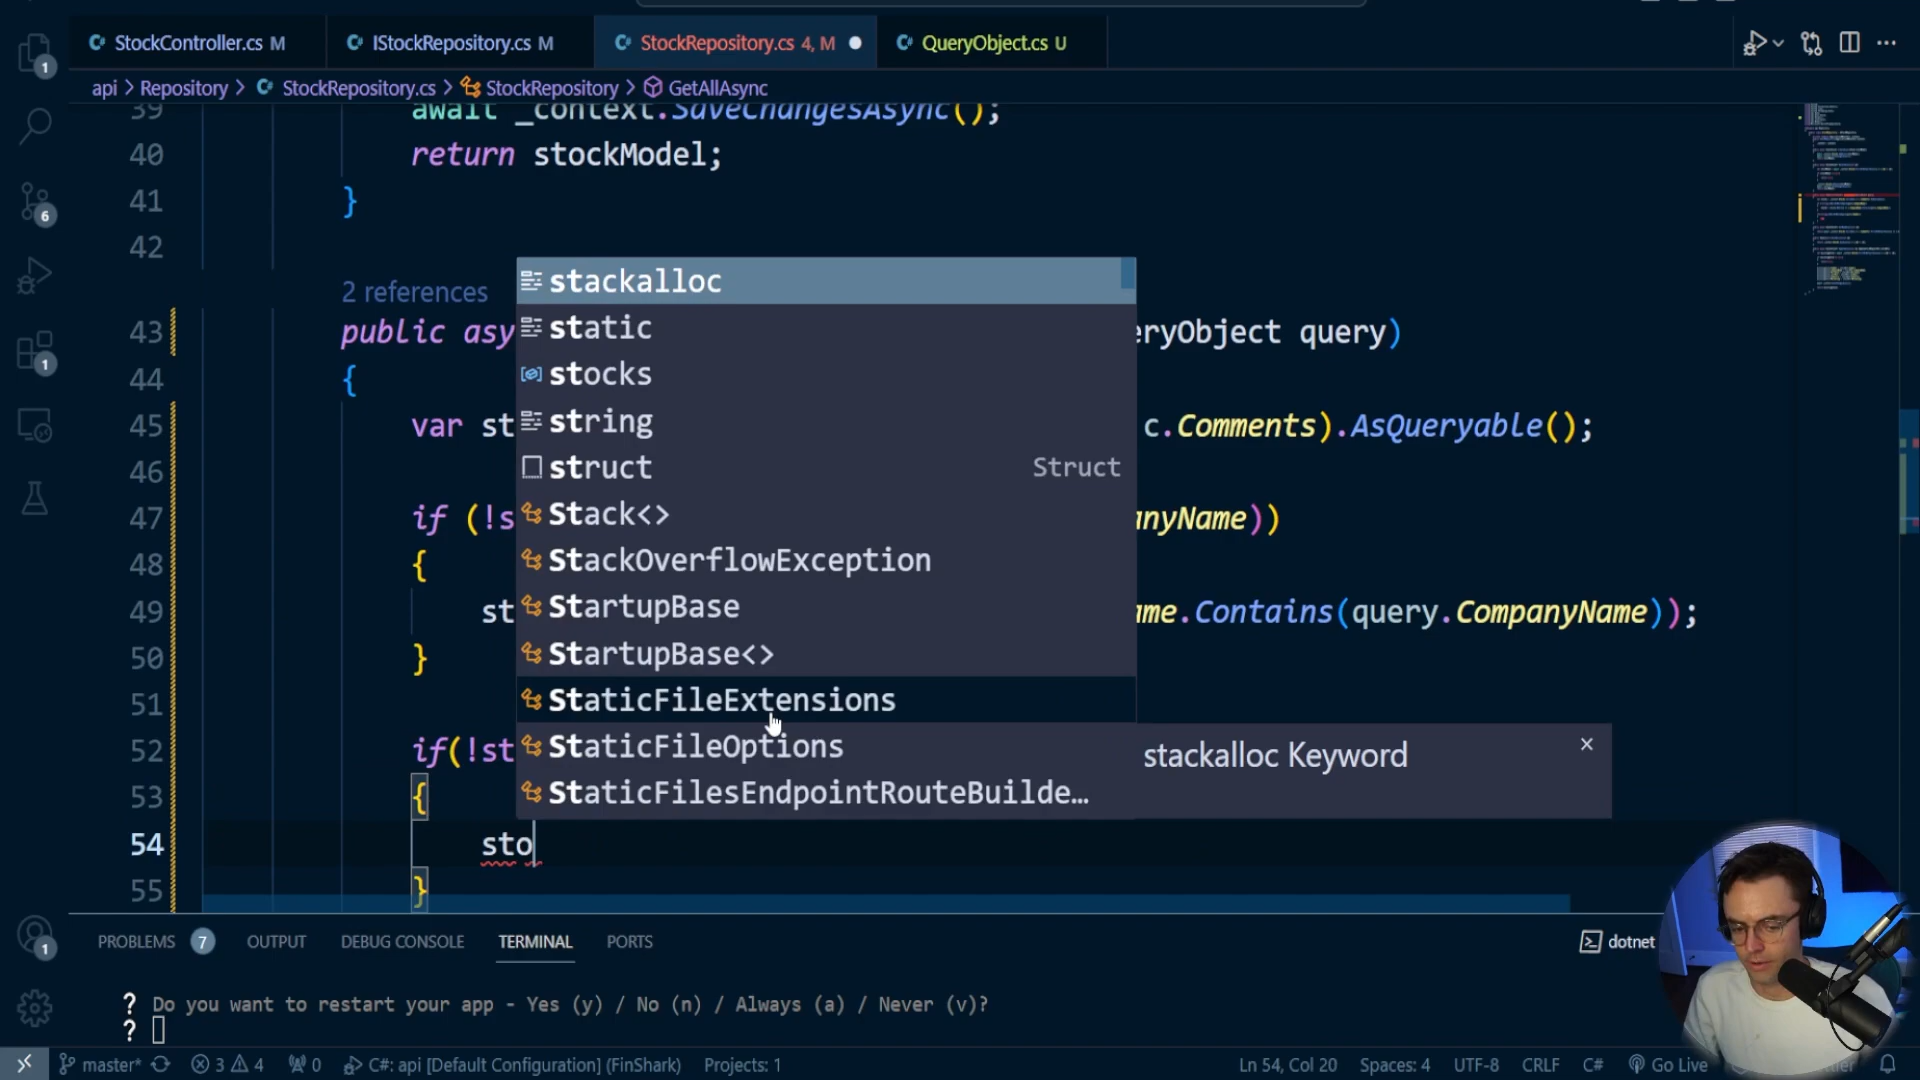 StockController.cs M
IStockRepository.cs M
StockRepository.cs 4, M
QueryObject.cs U
api > Repository > StockRepository.cs > StockRepository > GetAllAsync
39 await _context.SaveChangesAsync();
40 return stockModel;
41 }
42
2 references
43 public asy eryObject query)
44 {
45 var st c.Comments).AsQueryable();
46
47 if (!s anyName))
48 {
49 st me.Contains(query.CompanyName));
50 }
51
52 if(!st
53 {
54 sto
55 }
stackalloc
static
stocks
string
struct Struct
Stack<>
StackOverflowException
StartupBase
StartupBase<>
StaticFileExtensions
StaticFileOptions
StaticFilesEndpointRouteBuilde…
stackalloc Keyword
1
6
1
1
PROBLEMS 7 OUTPUT DEBUG CONSOLE TERMINAL PORTS
dotnet
? Do you want to restart your app - Yes (y) / No (n) / Always (a) / Never (v)?
?
master* 3 4 0 C#: api [Default Configuration] (FinShark) Projects: 1 Ln 54, Col 20 Spaces: 4 UTF-8 CRLF C# Go Live